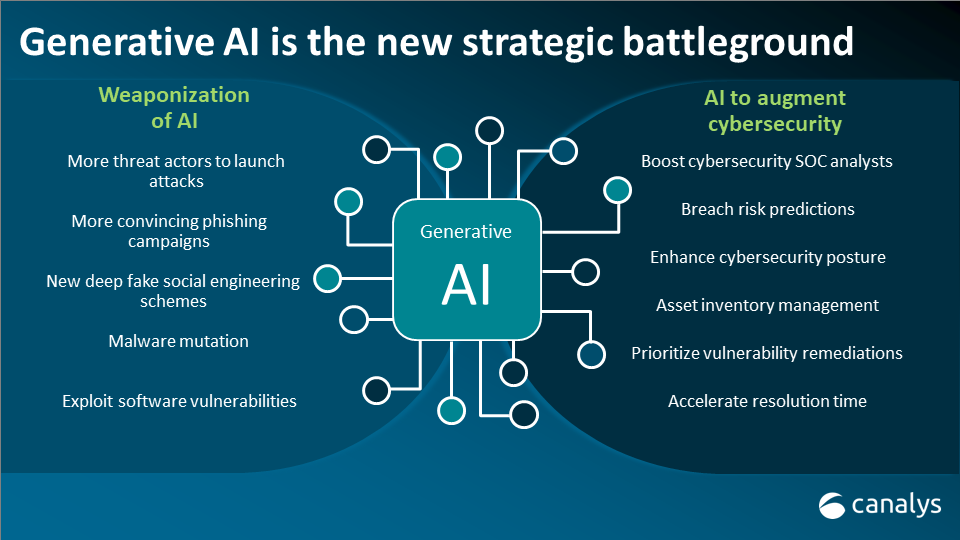 Generative AI is the new strategic battleground
Weaponization
of AI
More threat actors to launch
attacks
More convincing phishing
campaigns
New deep fake social engineering
schemes
Malware mutation
Exploit software vulnerabilities
Generative
AI
AI to augment
cybersecurity
Boost cybersecurity SOC analysts
Breach risk predictions
Enhance cybersecurity posture
Asset inventory management
Prioritize vulnerability remediations
Accelerate resolution time
canalys